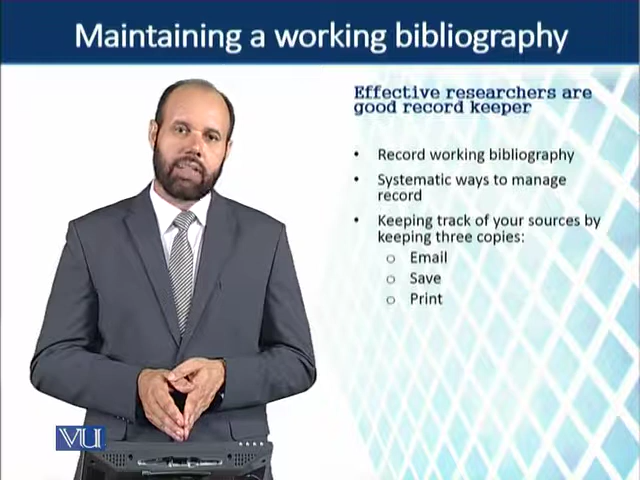 Maintaining a working bibliography
Effective researchers are
good record keeper
• Record working bibliography
• Systematic ways to manage
record
• Keeping track of your sources by
keeping three copies:
o Email
o Save
o Print
VU